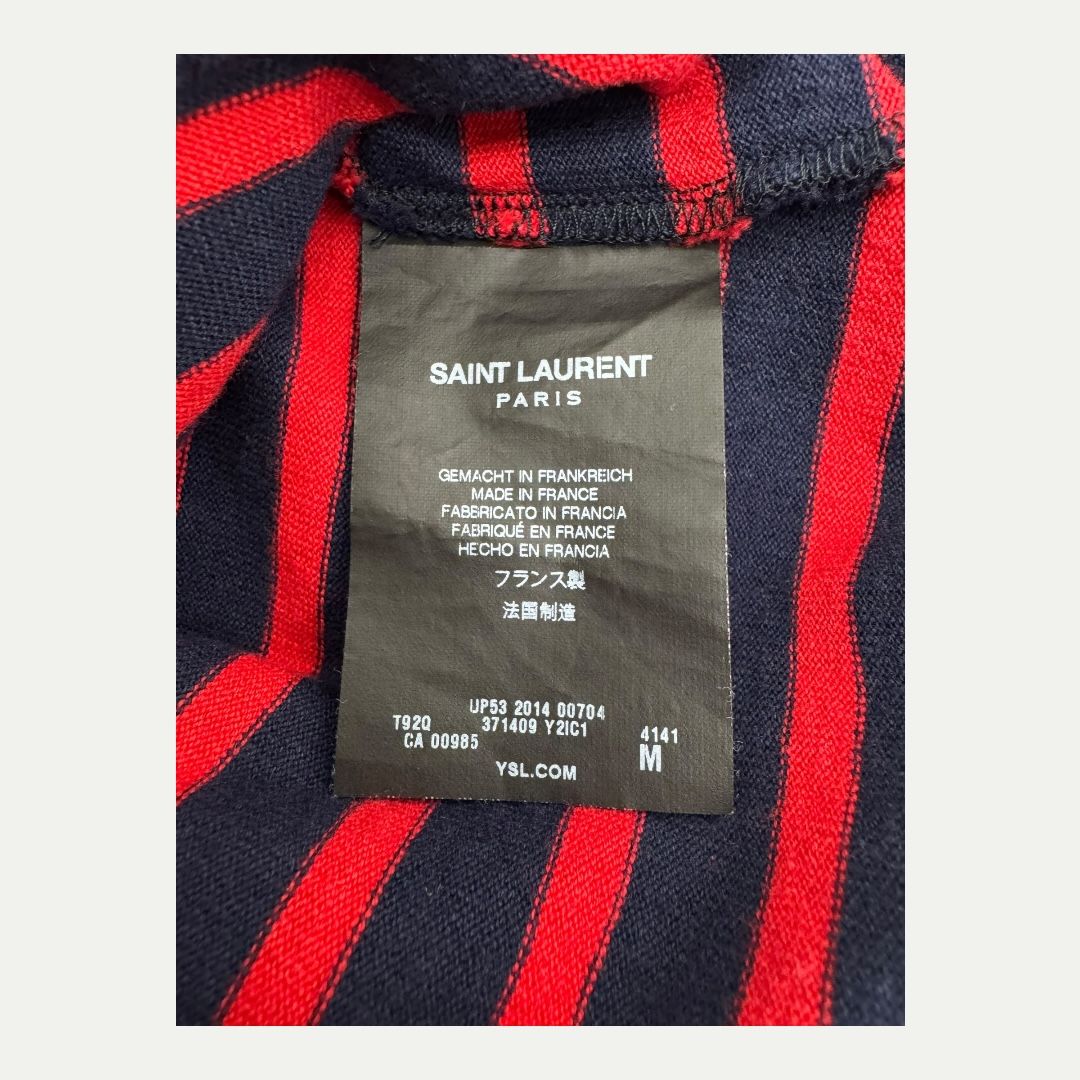 SAINT LAURENT
PARIS
GEMACHT IN FRANKREICH
MADE IN FRANCE
FABBRICATO IN FRANCIA
FABRIQUÉ EN FRANCE
HECHO EN FRANCIA
フランス製
法国制造
UP53 2014 00704
T92Q 371409 Y2IC1 4141
CA 00985 M
YSL.COM